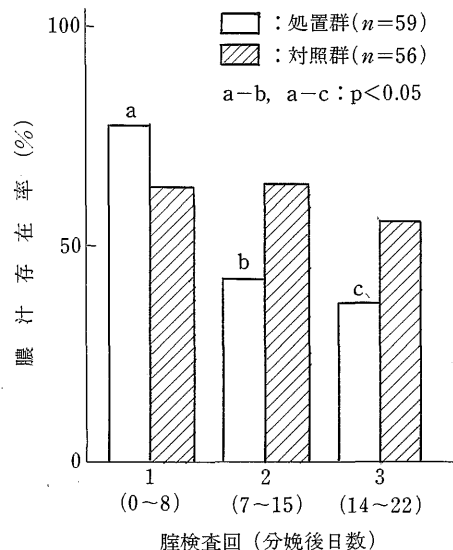 100
50
0
膿汁存在率(%)
:処置群(n=59)
:対照群(n=56)
a−b, a−c:p<0.05
a
b
c
1
2
3
(0~8)
(7~15)
(14~22)
腟検査回(分娩後日数)